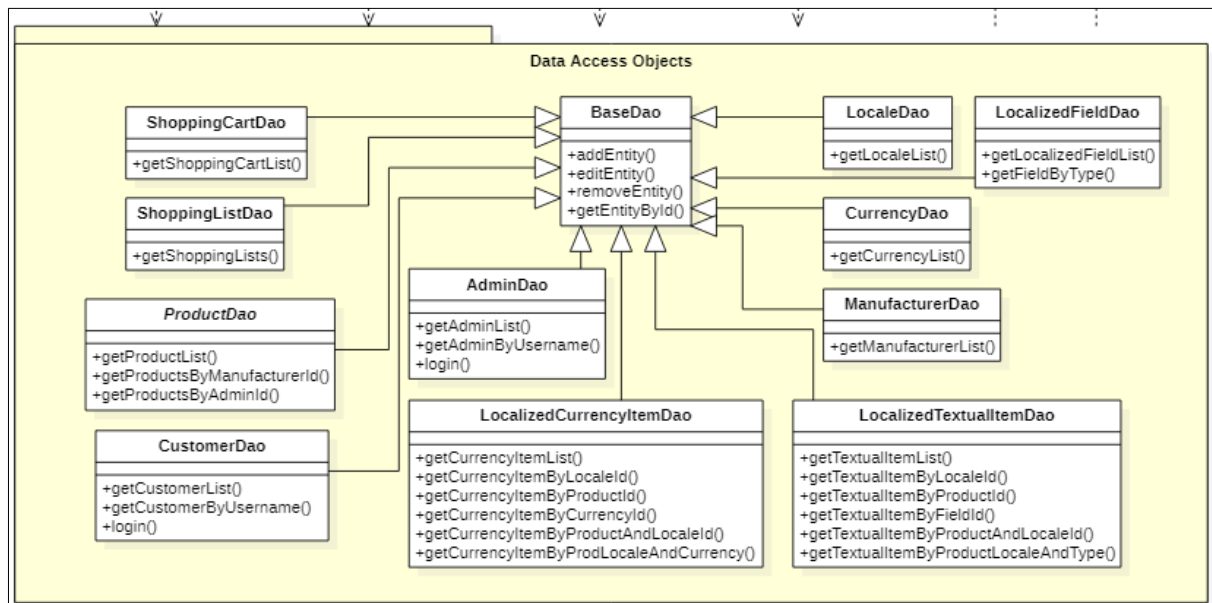 Data Access Objects
ShoppingCartDao
+getShoppingCartList()
ShoppingListDao
+getShoppingLists()
ProductDao
+getProductList()
+getProductsByManufacturerId()
+getProductsByAdminId()
CustomerDao
+getCustomerList()
+getCustomerByUsername()
+login()
BaseDao
+addEntity()
+editEntity()
+removeEntity()
+getEntityById()
AdminDao
+getAdminList()
+getAdminByUsername()
+login()
LocalizedCurrencyItemDao
+getCurrencyItemList()
+getCurrencyItemByLocaleId()
+getCurrencyItemByProductId()
+getCurrencyItemByCurrencyId()
+getCurrencyItemByProductAndLocaleId()
+getCurrencyItemByProdLocaleAndCurrency()
LocaleDao
+getLocaleList()
LocalizedFieldDao
+getLocalizedFieldList()
+getFieldByType()
CurrencyDao
+getCurrencyList()
ManufacturerDao
+getManufacturerList()
LocalizedTextualItemDao
+getTextualItemList()
+getTextualItemByLocaleId()
+getTextualItemByProductId()
+getTextualItemByFieldId()
+getTextualItemByProductAndLocaleId()
+getTextualItemByProductLocaleAndType()